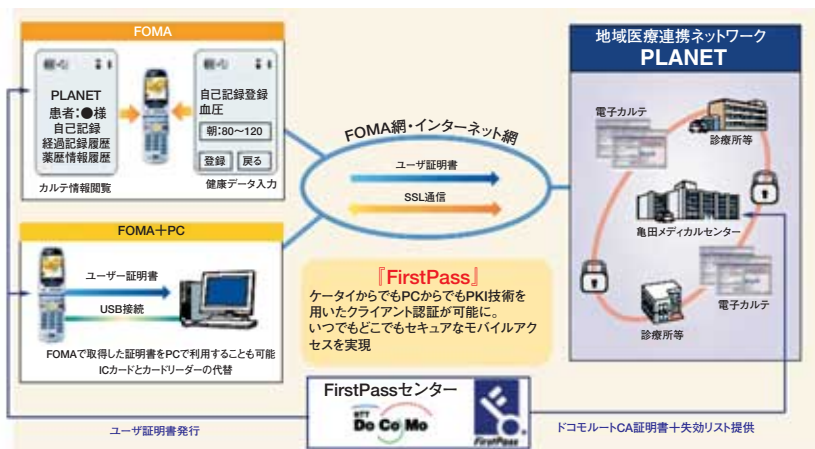 FOMA
PLANET
患者:●様
自己記録
経過記録履歴
薬歴情報履歴
カルテ情報閲覧
自己記録登録
血圧
朝:80〜120
登録 戻る
健康データ入力
FOMA+PC
ユーザー証明書
USB接続
FOMAで取得した証明書をPCで利用することも可能
ICカードとカードリーダーの代替
FOMA網・インターネット網
ユーザ証明書
SSL通信
『FirstPass』
ケータイからでもPCからでもPKI技術を
用いたクライアント認証が可能に。
いつでもどこでもセキュアなモバイルアク
セスを実現
地域医療連携ネットワーク
PLANET
電子カルテ
診療所等
亀田メディカルセンター
電子カルテ
診療所等
FirstPassセンター
NTT
DoCoMo
FirstPass
ユーザ証明書発行
ドコモルートCA証明書+失効リスト提供